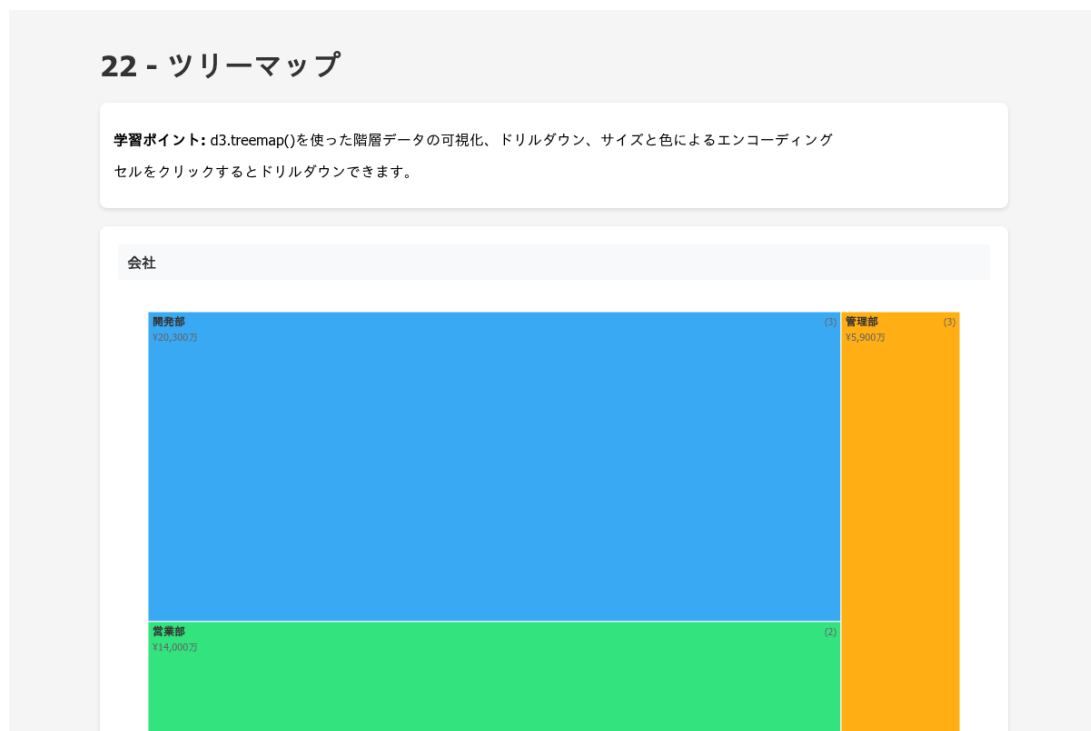 22 - ツリーマップ
学習ポイント: d3.treemap()を使った階層データの可視化、ドリルダウン、サイズと色によるエンコーディング
セルをクリックするとドリルダウンできます。
会社
開発部 (3)
¥20,300万
管理部 (3)
¥5,900万
営業部 (2)
¥14,000万